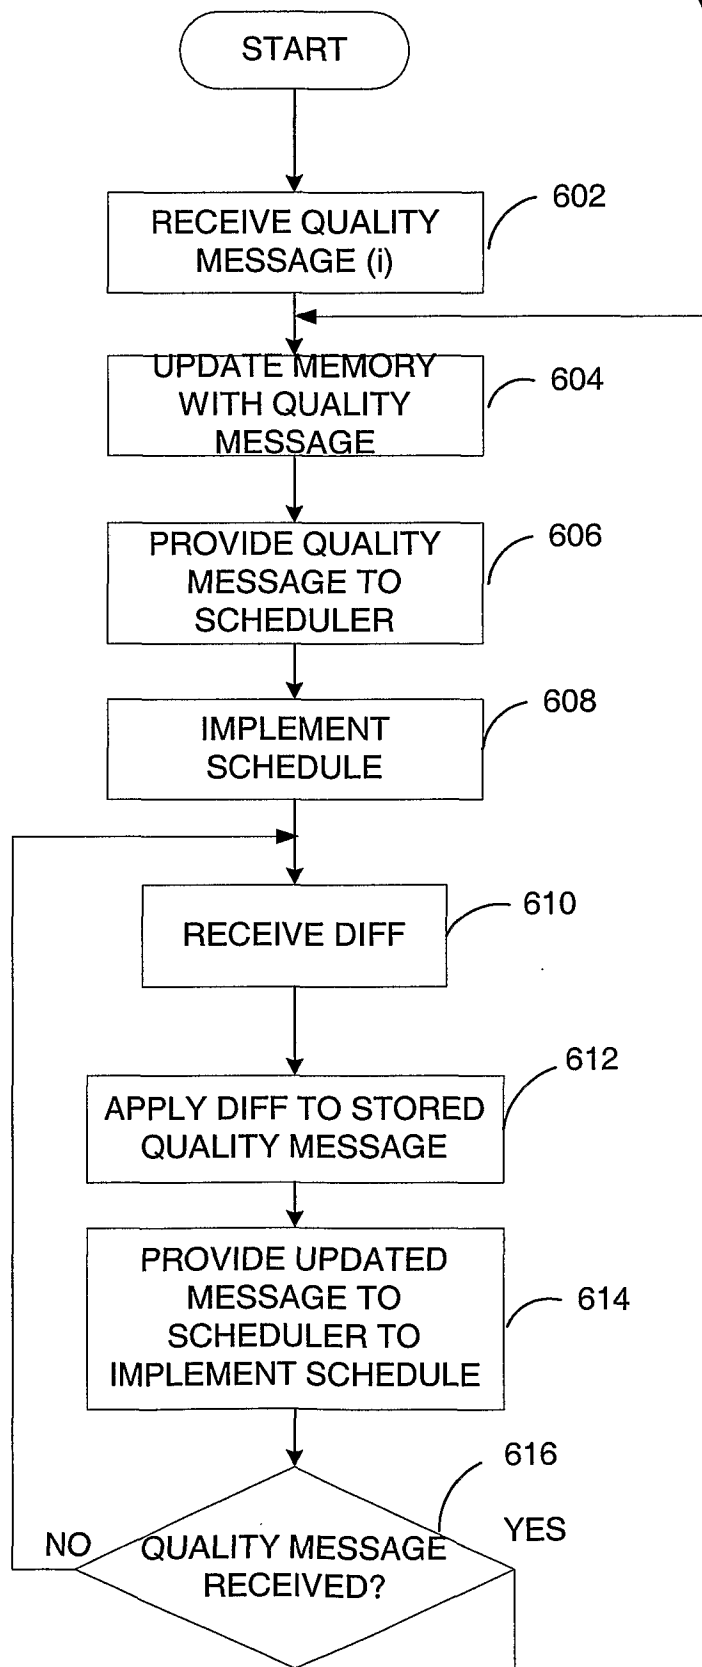 START
602
RECEIVE QUALITY
MESSAGE (i)
604
UPDATE MEMORY
WITH QUALITY
MESSAGE
606
PROVIDE QUALITY
MESSAGE TO
SCHEDULER
608
IMPLEMENT
SCHEDULE
610
RECEIVE DIFF
612
APPLY DIFF TO STORED
QUALITY MESSAGE
PROVIDE UPDATED
MESSAGE TO
SCHEDULER TO
IMPLEMENT SCHEDULE
614
616
NO
YES
QUALITY MESSAGE
RECEIVED?